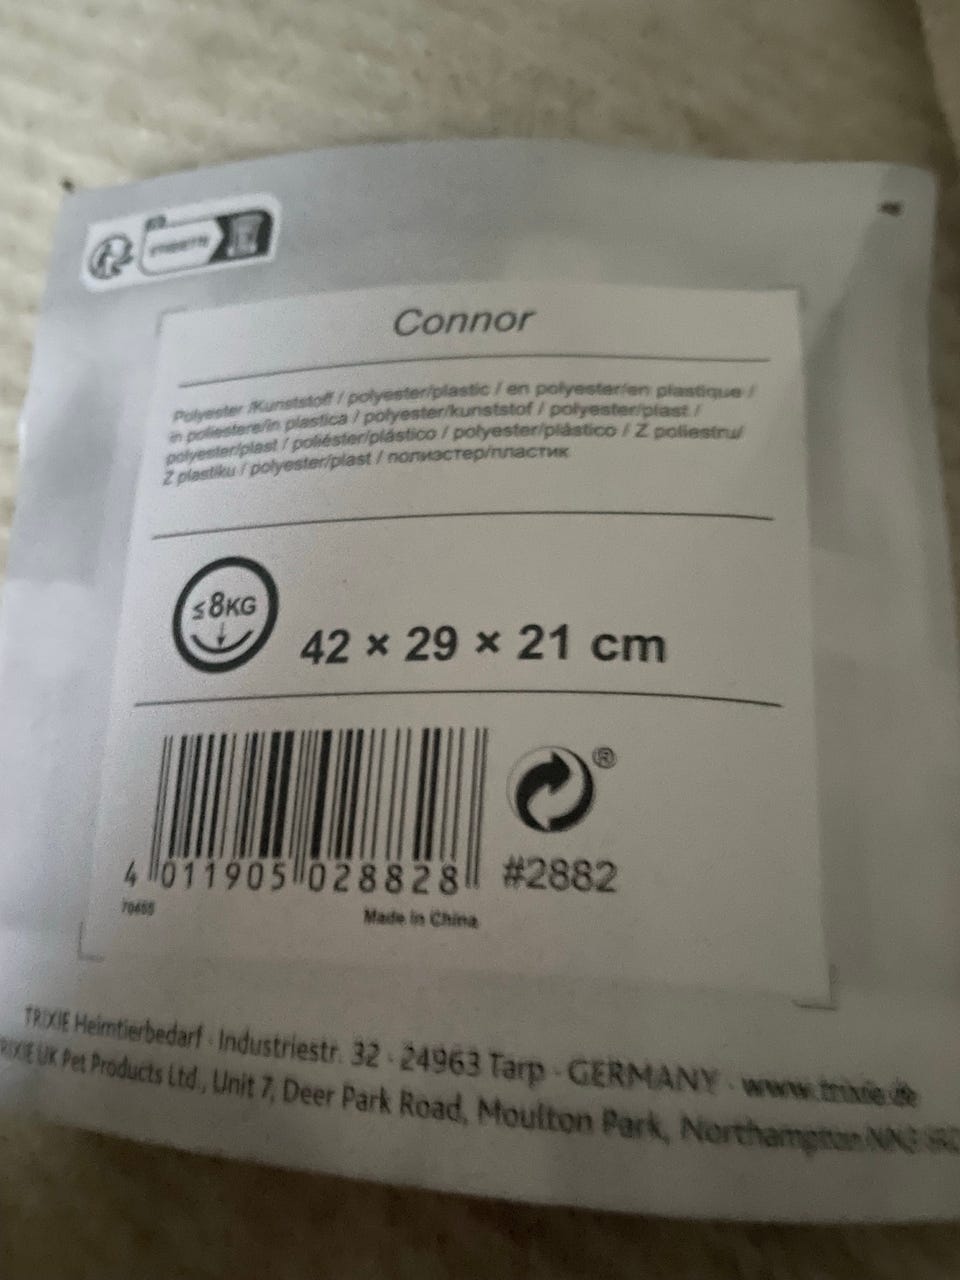 Connor
Polyester /Kunststoff / polyester/plastic / en polyester/en plastique /
in poliestere/in plastica / polyester/kunststof / polyester/plast /
polyester/plast / poliéster/plástico / polyester/plástico / Z poliestru/
Z plastiku / polyester/plast / полиэстер/пластик
≤8KG
42 × 29 × 21 cm
®
4 011905 028828
#2882
Made in China
TRIXIE Heimtierbedarf · Industriestr. 32 · 24963 Tarp · GERMANY · www.trixie.de
TRIXIE UK Pet Products Ltd., Unit 7, Deer Park Road, Moulton Park, Northampton